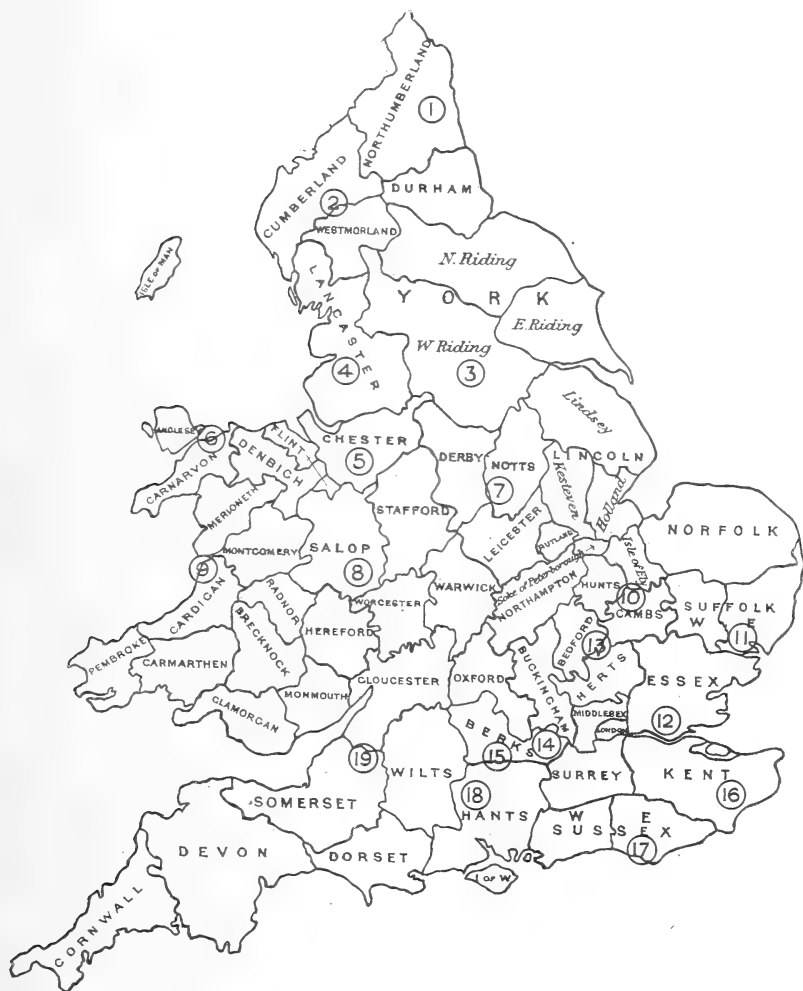 NORTHUMBERLAND
1
CUMBERLAND
2
DURHAM
WESTMORLAND
ISLE OF MAN
N. Riding
LANCASTER
YORK
E. Riding
W Riding
4
3
Lindsey
ANGLESEY
6
FLINT
CHESTER
5
DERBY
NOTTS
7
LINCOLN
Kesteven
Holland
CARNARVON
DENBIGH
MERIONETH
STAFFORD
LEICESTER
RUTLAND
NORFOLK
MONTGOMERY
SALOP
8
9
Soke of Peterborough
Isle of Ely
CARDIGAN
RADNOR
WORCESTER
WARWICK
NORTHAMPTON
HUNTS
10
CAMBS
SUFFOLK
W
E
11
PEMBROKE
CARMARTHEN
BRECKNOCK
HEREFORD
BEDFORD
13
GLAMORGAN
MONMOUTH
GLOUCESTER
OXFORD
BUCKINGHAM
HERTS
ESSEX
12
MIDDLESEX
LONDON
BERKS
14
15
19
WILTS
SURREY
KENT
16
SOMERSET
18
HANTS
W
E
SUSSEX
17
DEVON
DORSET
I OF W
CORNWALL